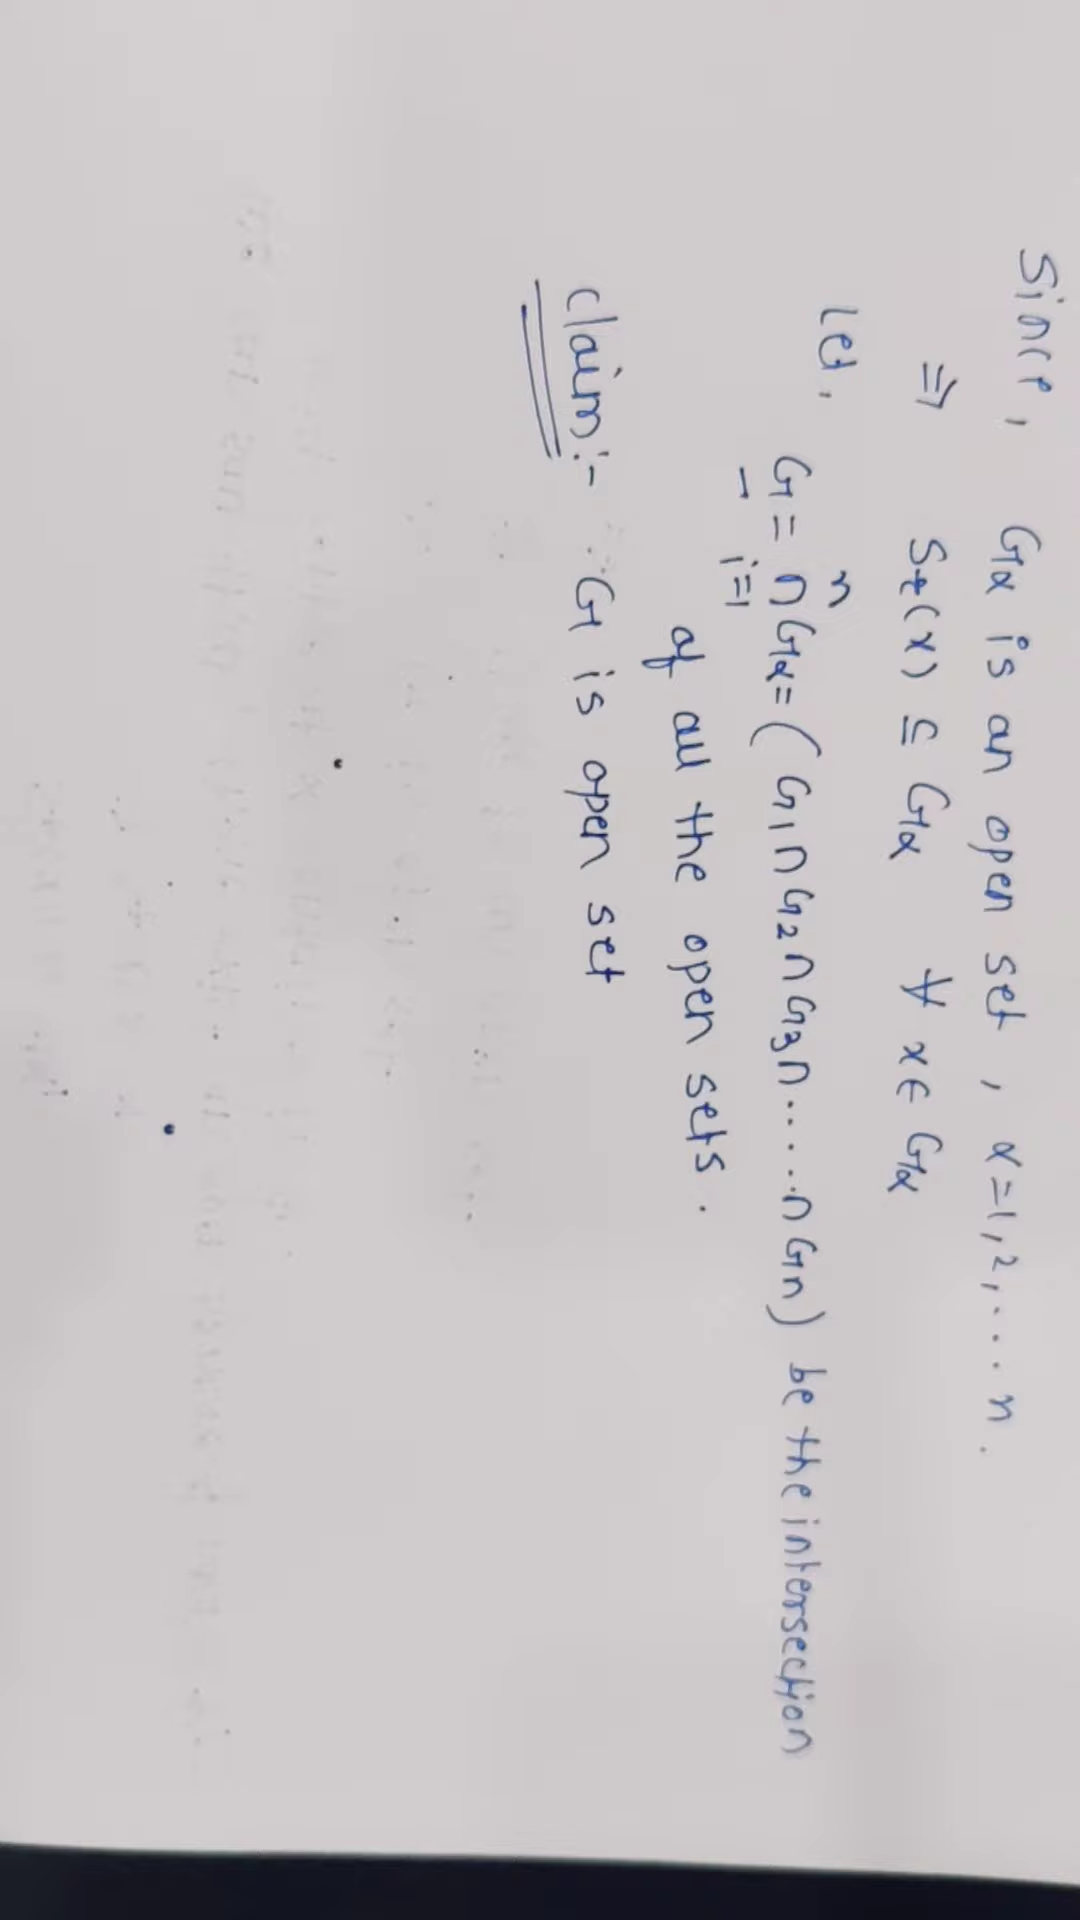 Since, Gα is an open set, α=1,2,...n.
⇒ Sε(x) ⊆ Gα ∀ x∈ Gα
Let,
n
G = ∩ Gα = (G1∩G2∩G3∩.....∩Gn) be the intersection
i=1
of all the open sets.
Claim:- G is open set